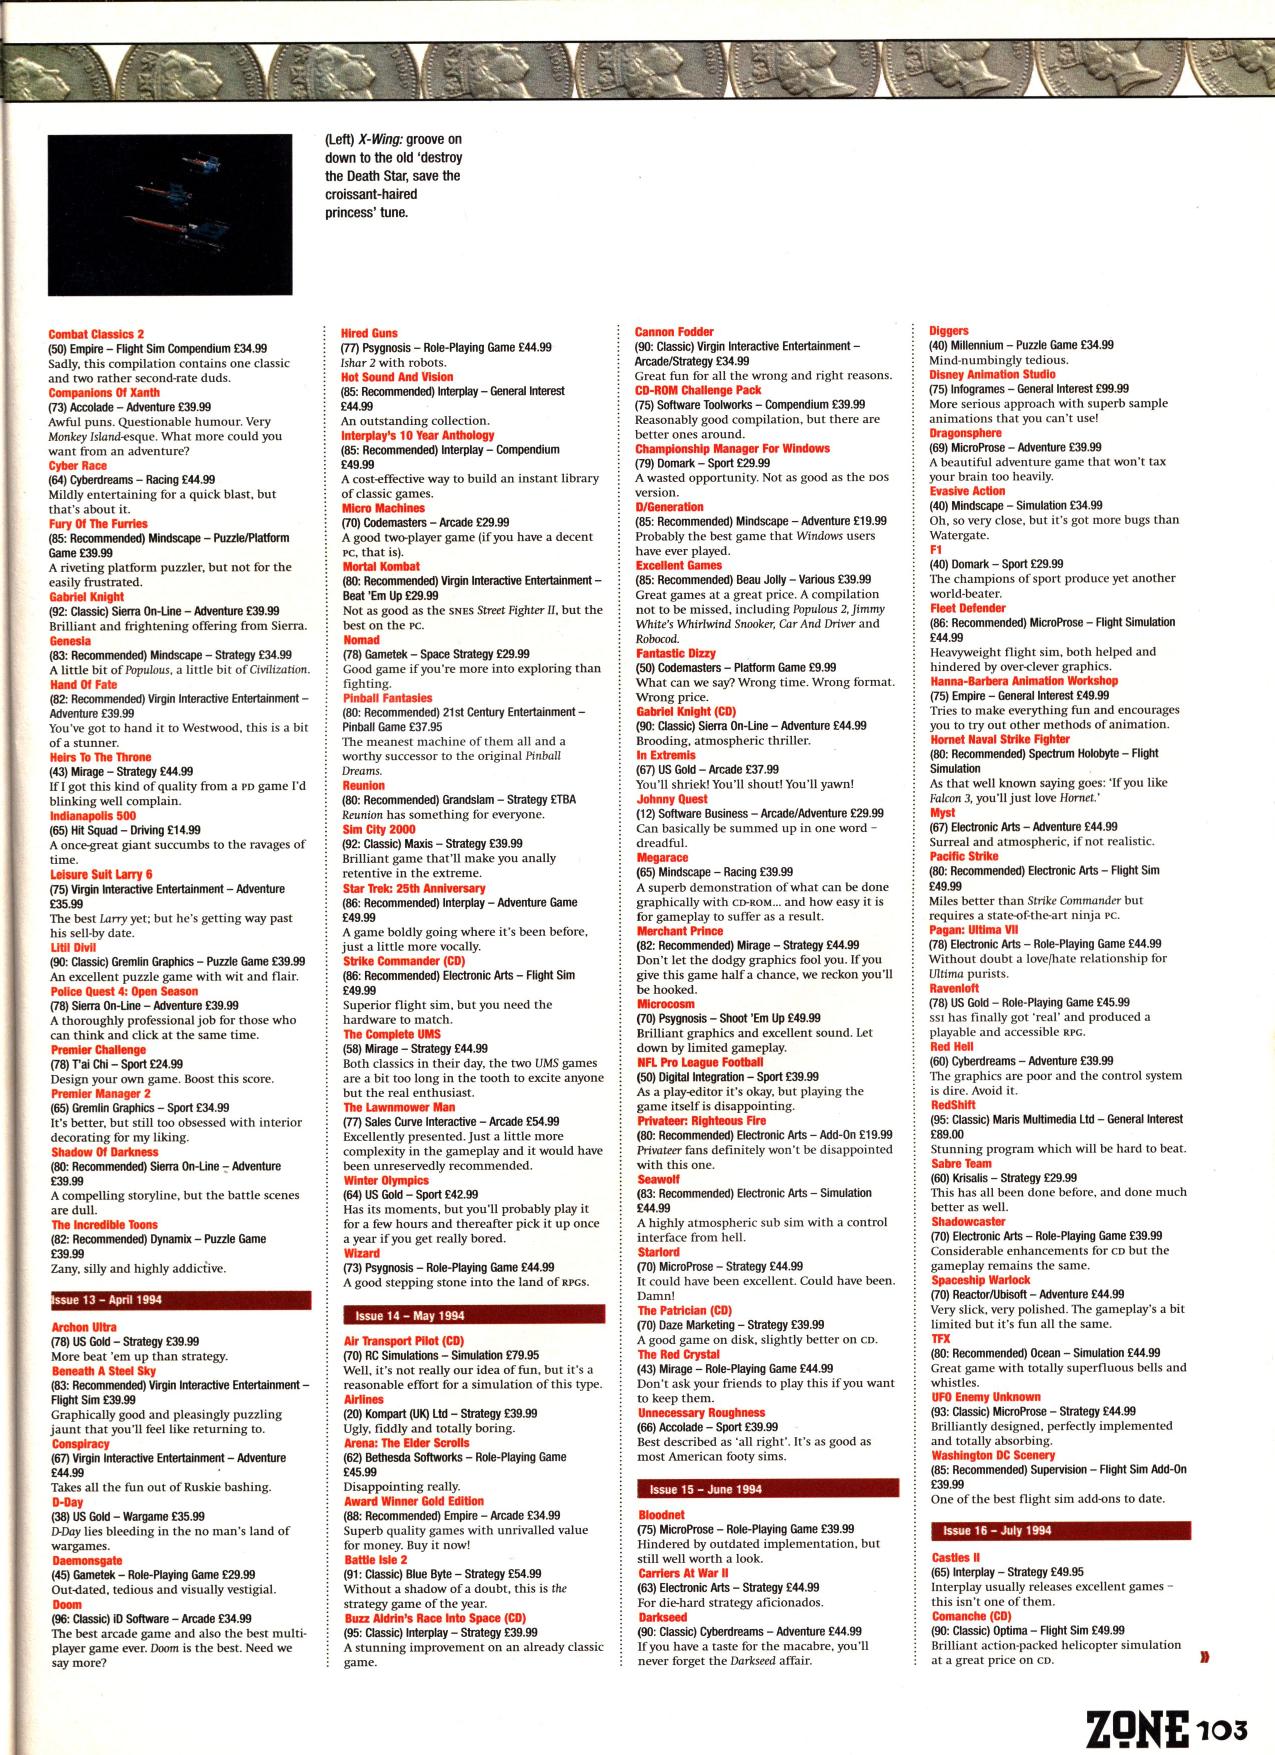 (Left) X-Wing: groove on
down to the old 'destroy
the Death Star, save the
croissant-haired
princess' tune.
Combat Classics 2
(50) Empire – Flight Sim Compendium £34.99
Sadly, this compilation contains one classic
and two rather second-rate duds.
Companions Of Xanth
(73) Accolade – Adventure £39.99
Awful puns. Questionable humour. Very
Monkey Island-esque. What more could you
want from an adventure?
Cyber Race
(64) Cyberdreams – Racing £44.99
Mildly entertaining for a quick blast, but
that's about it.
Fury Of The Furries
(85: Recommended) Mindscape – Puzzle/Platform
Game £39.99
A riveting platform puzzler, but not for the
easily frustrated.
Gabriel Knight
(92: Classic) Sierra On-Line – Adventure £39.99
Brilliant and frightening offering from Sierra.
Genesia
(83: Recommended) Mindscape – Strategy £34.99
A little bit of Populous, a little bit of Civilization.
Hand Of Fate
(82: Recommended) Virgin Interactive Entertainment –
Adventure £39.99
You've got to hand it to Westwood, this is a bit
of a stunner.
Heirs To The Throne
(43) Mirage – Strategy £44.99
If I got this kind of quality from a PD game I'd
blinking well complain.
Indianapolis 500
(65) Hit Squad – Driving £14.99
A once-great giant succumbs to the ravages of
time.
Leisure Suit Larry 6
(75) Virgin Interactive Entertainment – Adventure
£35.99
The best Larry yet; but he's getting way past
his sell-by date.
Litil Divil
(90: Classic) Gremlin Graphics – Puzzle Game £39.99
An excellent puzzle game with wit and flair.
Police Quest 4: Open Season
(78) Sierra On-Line – Adventure £39.99
A thoroughly professional job for those who
can think and click at the same time.
Premier Challenge
(78) T'ai Chi – Sport £24.99
Design your own game. Boost this score.
Premier Manager 2
(65) Gremlin Graphics – Sport £34.99
It's better, but still too obsessed with interior
decorating for my liking.
Shadow Of Darkness
(80: Recommended) Sierra On-Line – Adventure
£39.99
A compelling storyline, but the battle scenes
are dull.
The Incredible Toons
(82: Recommended) Dynamix – Puzzle Game
£39.99
Zany, silly and highly addictive.
Issue 13 – April 1994
Archon Ultra
(78) US Gold – Strategy £39.99
More beat 'em up than strategy.
Beneath A Steel Sky
(83: Recommended) Virgin Interactive Entertainment –
Flight Sim £39.99
Graphically good and pleasingly puzzling
jaunt that you'll feel like returning to.
Conspiracy
(67) Virgin Interactive Entertainment – Adventure
£44.99
Takes all the fun out of Ruskie bashing.
D-Day
(38) US Gold – Wargame £35.99
D-Day lies bleeding in the no man's land of
wargames.
Daemonsgate
(45) Gametek – Role-Playing Game £29.99
Out-dated, tedious and visually vestigial.
Doom
(96: Classic) iD Software – Arcade £34.99
The best arcade game and also the best multi-
player game ever. Doom is the best. Need we
say more?
Hired Guns
(77) Psygnosis – Role-Playing Game £44.99
Ishar 2 with robots.
Hot Sound And Vision
(85: Recommended) Interplay – General Interest
£44.99
An outstanding collection.
Interplay's 10 Year Anthology
(85: Recommended) Interplay – Compendium
£49.99
A cost-effective way to build an instant library
of classic games.
Micro Machines
(70) Codemasters – Arcade £29.99
A good two-player game (if you have a decent
PC, that is).
Mortal Kombat
(80: Recommended) Virgin Interactive Entertainment –
Beat 'Em Up £29.99
Not as good as the SNES Street Fighter II, but the
best on the PC.
Nomad
(78) Gametek – Space Strategy £29.99
Good game if you're more into exploring than
fighting.
Pinball Fantasies
(80: Recommended) 21st Century Entertainment –
Pinball Game £37.95
The meanest machine of them all and a
worthy successor to the original Pinball
Dreams.
Reunion
(80: Recommended) Grandslam – Strategy £TBA
Reunion has something for everyone.
Sim City 2000
(92: Classic) Maxis – Strategy £39.99
Brilliant game that'll make you anally
retentive in the extreme.
Star Trek: 25th Anniversary
(86: Recommended) Interplay – Adventure Game
£49.99
A game boldly going where it's been before,
just a little more vocally.
Strike Commander (CD)
(86: Recommended) Electronic Arts – Flight Sim
£49.99
Superior flight sim, but you need the
hardware to match.
The Complete UMS
(58) Mirage – Strategy £44.99
Both classics in their day, the two UMS games
are a bit too long in the tooth to excite anyone
but the real enthusiast.
The Lawnmower Man
(77) Sales Curve Interactive – Arcade £54.99
Excellently presented. Just a little more
complexity in the gameplay and it would have
been unreservedly recommended.
Winter Olympics
(64) US Gold – Sport £42.99
Has its moments, but you'll probably play it
for a few hours and thereafter pick it up once
a year if you get really bored.
Wizard
(73) Psygnosis – Role-Playing Game £44.99
A good stepping stone into the land of RPGs.
Issue 14 – May 1994
Air Transport Pilot (CD)
(70) RC Simulations – Simulation £79.95
Well, it's not really our idea of fun, but it's a
reasonable effort for a simulation of this type.
Airlines
(20) Kompart (UK) Ltd – Strategy £39.99
Ugly, fiddly and totally boring.
Arena: The Elder Scrolls
(62) Bethesda Softworks – Role-Playing Game
£45.99
Disappointing really.
Award Winner Gold Edition
(88: Recommended) Empire – Arcade £34.99
Superb quality games with unrivalled value
for money. Buy it now!
Battle Isle 2
(91: Classic) Blue Byte – Strategy £54.99
Without a shadow of a doubt, this is the
strategy game of the year.
Buzz Aldrin's Race Into Space (CD)
(95: Classic) Interplay – Strategy £39.99
A stunning improvement on an already classic
game.
Cannon Fodder
(90: Classic) Virgin Interactive Entertainment –
Arcade/Strategy £34.99
Great fun for all the wrong and right reasons.
CD-ROM Challenge Pack
(75) Software Toolworks – Compendium £39.99
Reasonably good compilation, but there are
better ones around.
Championship Manager For Windows
(79) Domark – Sport £29.99
A wasted opportunity. Not as good as the DOS
version.
D/Generation
(85: Recommended) Mindscape – Adventure £19.99
Probably the best game that Windows users
have ever played.
Excellent Games
(85: Recommended) Beau Jolly – Various £39.99
Great games at a great price. A compilation
not to be missed, including Populous 2, Jimmy
White's Whirlwind Snooker, Car And Driver and
Robocod.
Fantastic Dizzy
(50) Codemasters – Platform Game £9.99
What can we say? Wrong time. Wrong format.
Wrong price.
Gabriel Knight (CD)
(90: Classic) Sierra On-Line – Adventure £44.99
Brooding, atmospheric thriller.
In Extremis
(67) US Gold – Arcade £37.99
You'll shriek! You'll shout! You'll yawn!
Johnny Quest
(12) Software Business – Arcade/Adventure £29.99
Can basically be summed up in one word –
dreadful.
Megarace
(65) Mindscape – Racing £39.99
A superb demonstration of what can be done
graphically with CD-ROM... and how easy it is
for gameplay to suffer as a result.
Merchant Prince
(82: Recommended) Mirage – Strategy £44.99
Don't let the dodgy graphics fool you. If you
give this game half a chance, we reckon you'll
be hooked.
Microcosm
(70) Psygnosis – Shoot 'Em Up £49.99
Brilliant graphics and excellent sound. Let
down by limited gameplay.
NFL Pro League Football
(50) Digital Integration – Sport £39.99
As a play-editor it's okay, but playing the
game itself is disappointing.
Privateer: Righteous Fire
(80: Recommended) Electronic Arts – Add-On £19.99
Privateer fans definitely won't be disappointed
with this one.
Seawolf
(83: Recommended) Electronic Arts – Simulation
£44.99
A highly atmospheric sub sim with a control
interface from hell.
Starlord
(70) MicroProse – Strategy £44.99
It could have been excellent. Could have been.
Damn!
The Patrician (CD)
(70) Daze Marketing – Strategy £39.99
A good game on disk, slightly better on CD.
The Red Crystal
(43) Mirage – Role-Playing Game £44.99
Don't ask your friends to play this if you want
to keep them.
Unnecessary Roughness
(66) Accolade – Sport £39.99
Best described as 'all right'. It's as good as
most American footy sims.
Issue 15 – June 1994
Bloodnet
(75) MicroProse – Role-Playing Game £39.99
Hindered by outdated implementation, but
still well worth a look.
Carriers At War II
(63) Electronic Arts – Strategy £44.99
For die-hard strategy aficionados.
Darkseed
(90: Classic) Cyberdreams – Adventure £44.99
If you have a taste for the macabre, you'll
never forget the Darkseed affair.
Diggers
(40) Millennium – Puzzle Game £34.99
Mind-numbingly tedious.
Disney Animation Studio
(75) Infogrames – General Interest £99.99
More serious approach with superb sample
animations that you can't use!
Dragonsphere
(69) MicroProse – Adventure £39.99
A beautiful adventure game that won't tax
your brain too heavily.
Evasive Action
(40) Mindscape – Simulation £34.99
Oh, so very close, but it's got more bugs than
Watergate.
F1
(40) Domark – Sport £29.99
The champions of sport produce yet another
world-beater.
Fleet Defender
(86: Recommended) MicroProse – Flight Simulation
£44.99
Heavyweight flight sim, both helped and
hindered by over-clever graphics.
Hanna-Barbera Animation Workshop
(75) Empire – General Interest £49.99
Tries to make everything fun and encourages
you to try out other methods of animation.
Hornet Naval Strike Fighter
(80: Recommended) Spectrum Holobyte – Flight
Simulation
As that well known saying goes: 'If you like
Falcon 3, you'll just love Hornet.'
Myst
(67) Electronic Arts – Adventure £44.99
Surreal and atmospheric, if not realistic.
Pacific Strike
(80: Recommended) Electronic Arts – Flight Sim
£49.99
Miles better than Strike Commander but
requires a state-of-the-art ninja PC.
Pagan: Ultima VII
(78) Electronic Arts – Role-Playing Game £44.99
Without doubt a love/hate relationship for
Ultima purists.
Ravenloft
(78) US Gold – Role-Playing Game £45.99
SSI has finally got 'real' and produced a
playable and accessible RPG.
Red Hell
(60) Cyberdreams – Adventure £39.99
The graphics are poor and the control system
is dire. Avoid it.
RedShift
(95: Classic) Maris Multimedia Ltd – General Interest
£89.00
Stunning program which will be hard to beat.
Sabre Team
(60) Krisalis – Strategy £29.99
This has all been done before, and done much
better as well.
Shadowcaster
(70) Electronic Arts – Role-Playing Game £39.99
Considerable enhancements for CD but the
gameplay remains the same.
Spaceship Warlock
(70) Reactor/Ubisoft – Adventure £44.99
Very slick, very polished. The gameplay's a bit
limited but it's fun all the same.
TFX
(80: Recommended) Ocean – Simulation £44.99
Great game with totally superfluous bells and
whistles.
UFO Enemy Unknown
(93: Classic) MicroProse – Strategy £44.99
Brilliantly designed, perfectly implemented
and totally absorbing.
Washington DC Scenery
(85: Recommended) Supervision – Flight Sim Add-On
£39.99
One of the best flight sim add-ons to date.
Issue 16 – July 1994
Castles II
(65) Interplay – Strategy £49.95
Interplay usually releases excellent games –
this isn't one of them.
Comanche (CD)
(90: Classic) Optima – Flight Sim £49.99
Brilliant action-packed helicopter simulation
at a great price on CD.
ZONE 103